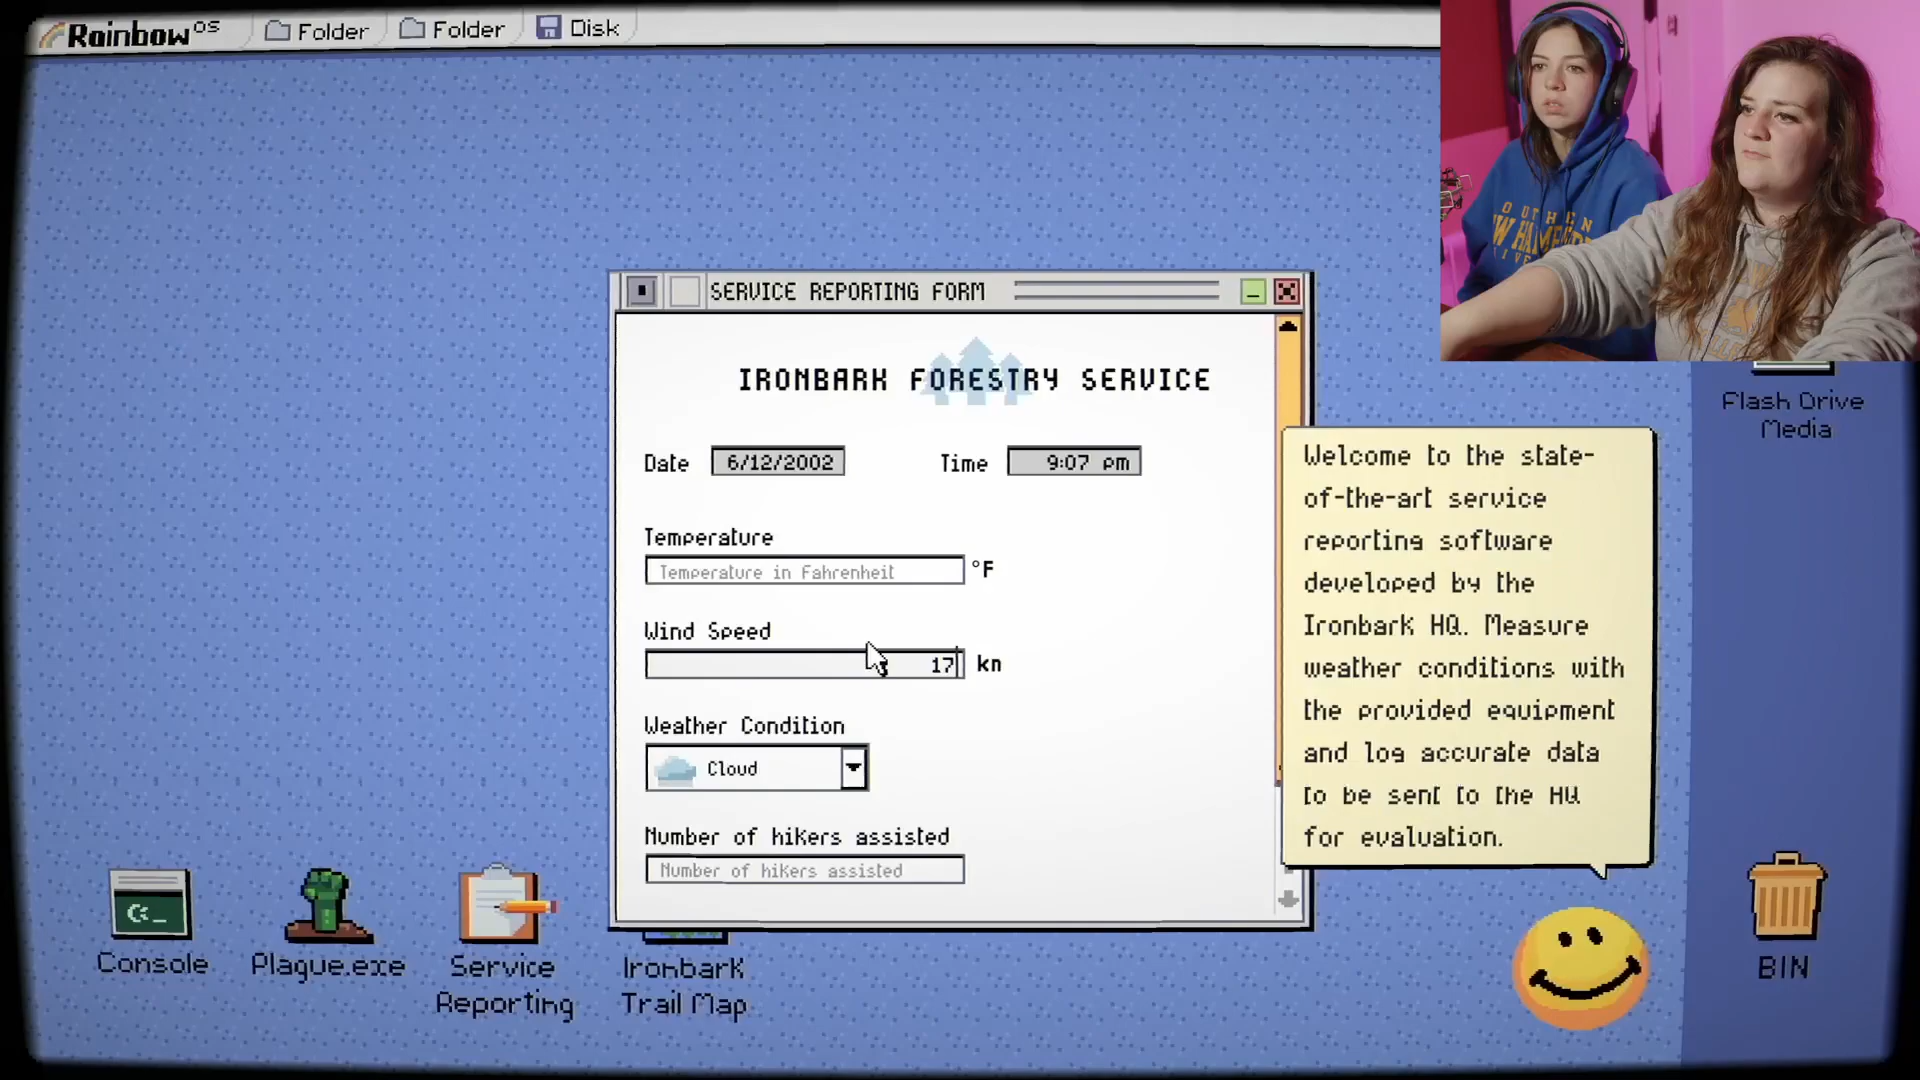 Rainbow OS
Folder
Folder
Disk
SERVICE REPORTING FORM
IRONBARK FORESTRY SERVICE
Date 6/12/2002 Time 9:07 pm
Temperature
Temperature in Fahrenheit °F
Wind Speed
17 kn
Weather Condition
Cloud
Number of hikers assisted
Number of hikers assisted
Welcome to the state-
of-the-art service
reporting software
developed by the
Ironbark HQ. Measure
weather conditions with
the provided equipment
and log accurate data
to be sent to the HQ
for evaluation.
Flash Drive
Media
C:_
Console
Plague.exe
Service
Reporting
Ironbark
Trail Map
BIN